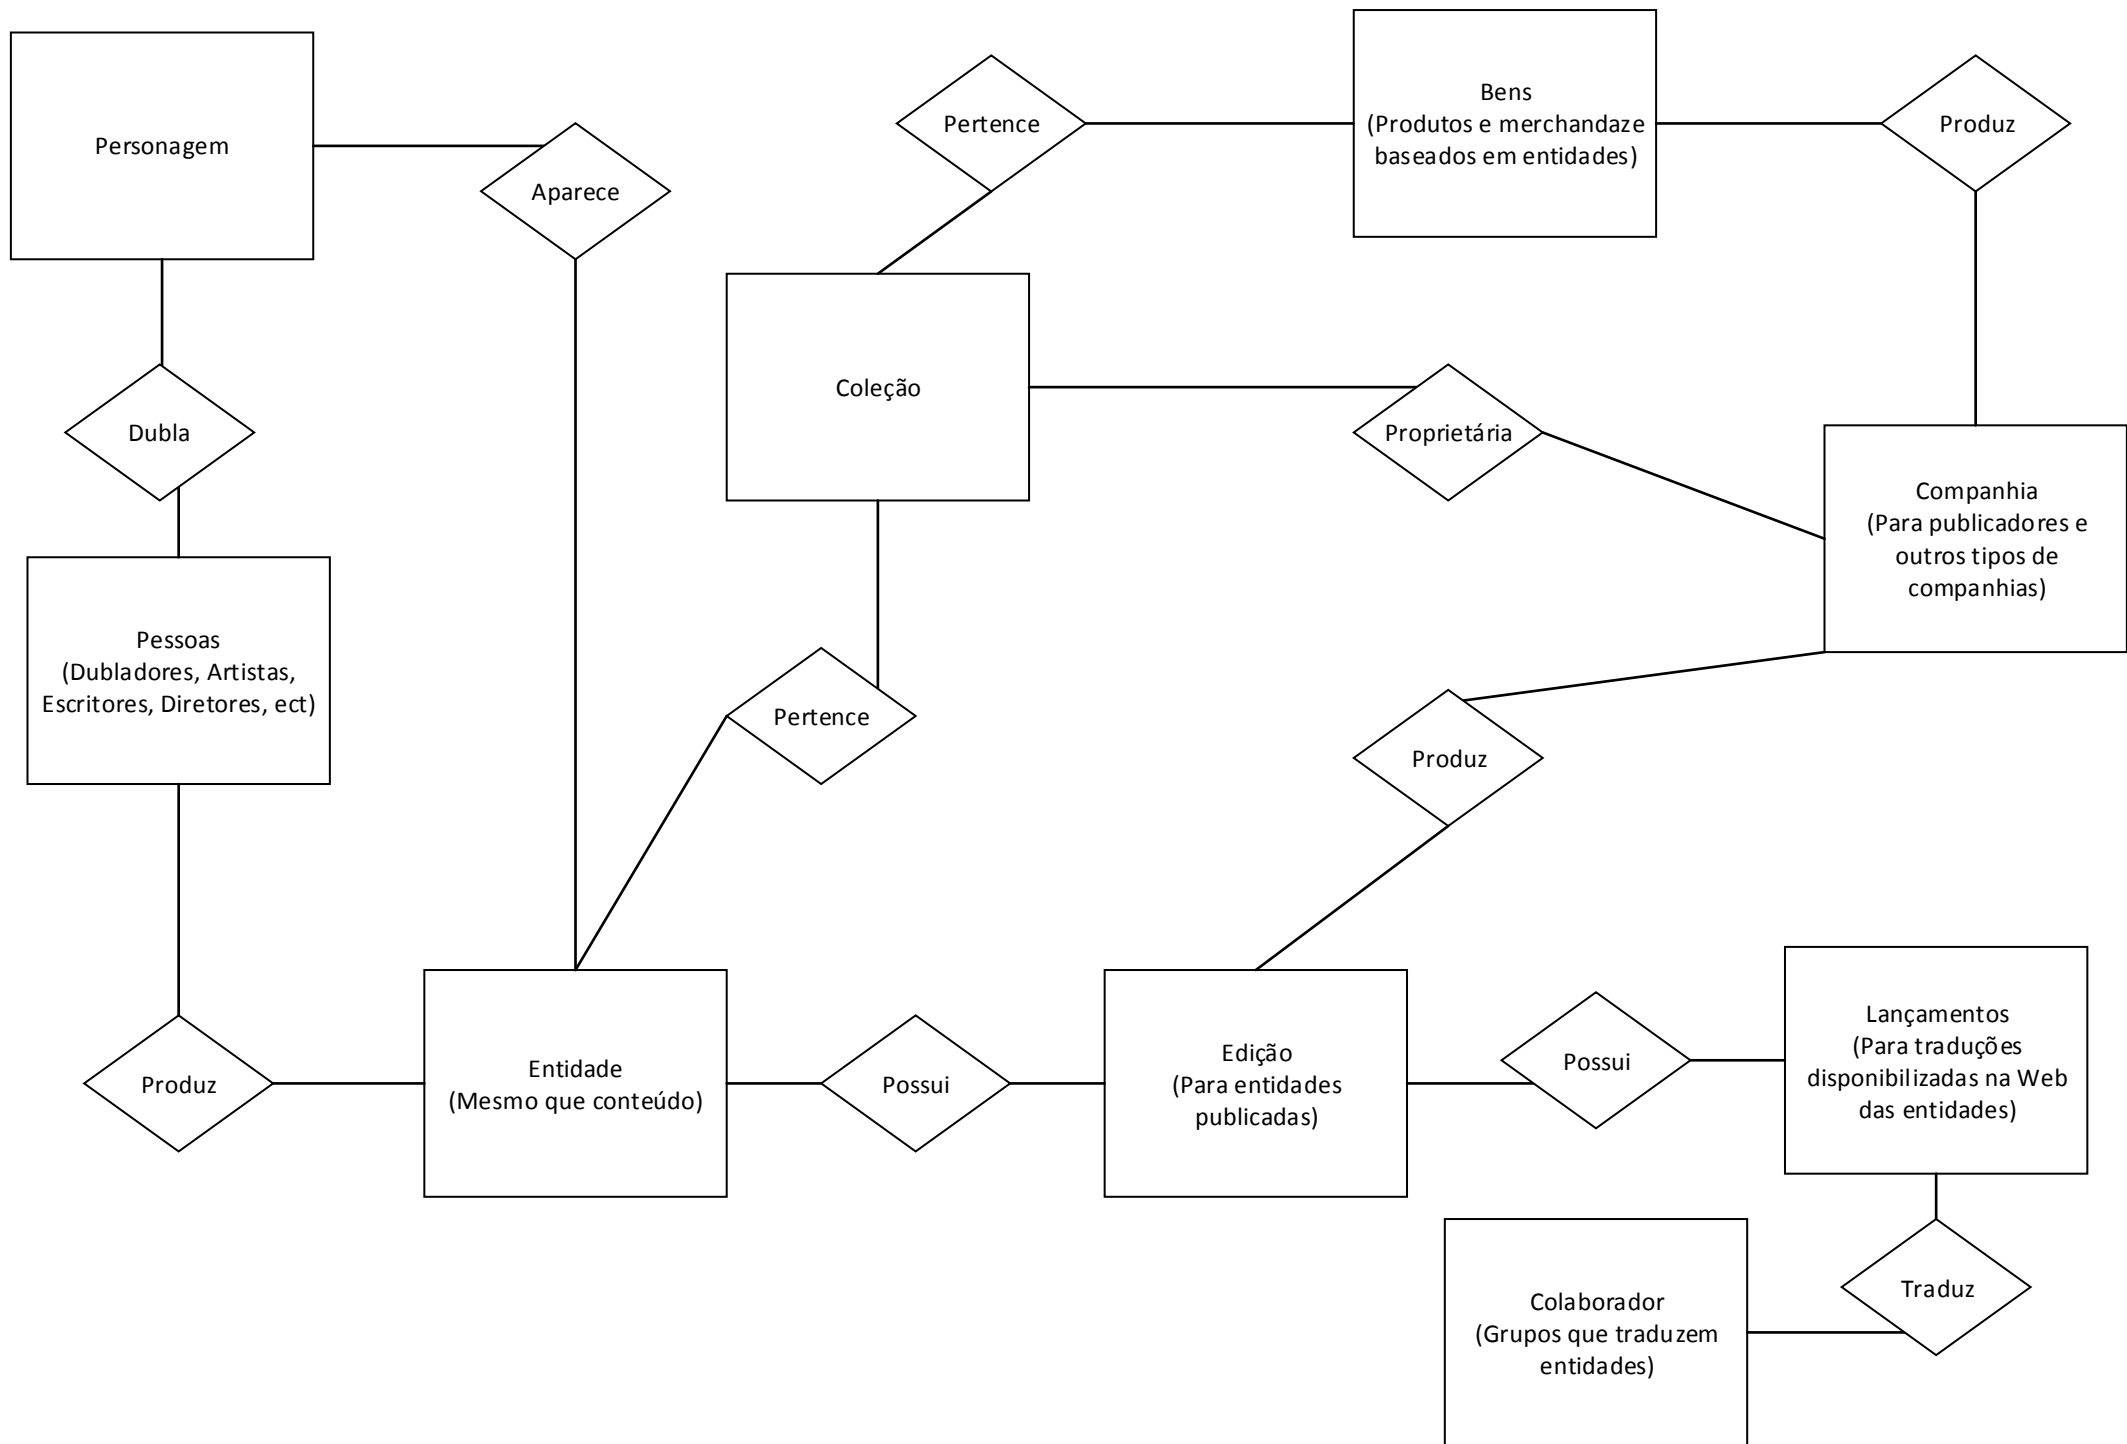 Personagem
Aparece
Pertence
Bens
(Produtos e merchandaze
baseados em entidades)
Produz
Coleção
Dubla
Proprietária
Companhia
(Para publicadores e
outros tipos de
companhias)
Pessoas
(Dubladores, Artistas,
Escritores, Diretores, ect)
Pertence
Produz
Produz
Entidade
(Mesmo que conteúdo)
Possui
Edição
(Para entidades
publicadas)
Possui
Lançamentos
(Para traduções
disponibilizadas na Web
das entidades)
Colaborador
(Grupos que traduzem
entidades)
Traduz